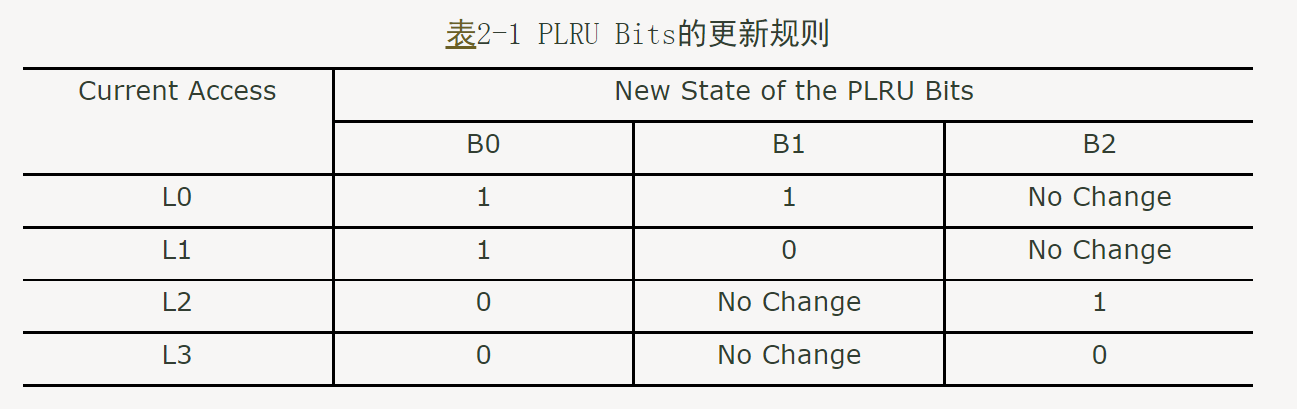 表2-1 PLRU Bits的更新规则
Current Access New State of the PLRU Bits
B0 B1 B2
L0 1 1 No Change
L1 1 0 No Change
L2 0 No Change 1
L3 0 No Change 0